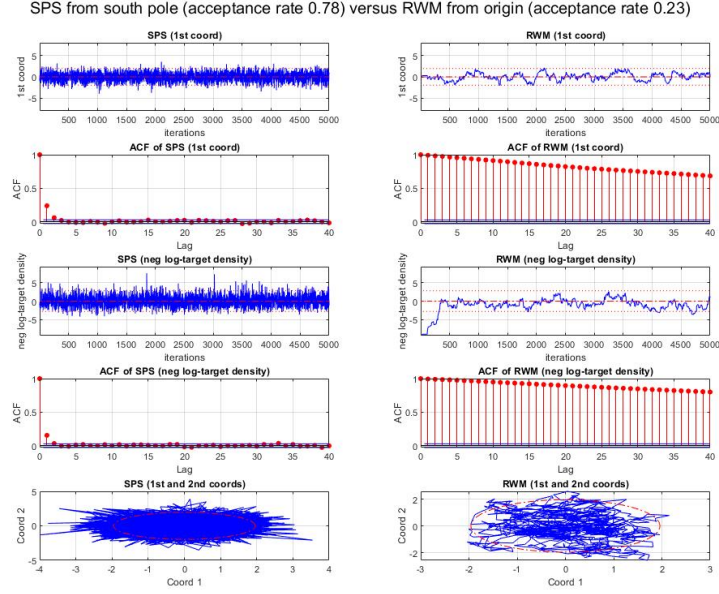 SPS from south pole (acceptance rate 0.78) versus RWM from origin (acceptance rate 0.23)
SPS (1st coord)
1st coord
5
0
-5
500 1000 1500 2000 2500 3000 3500 4000 4500 5000
iterations
RWM (1st coord)
1st coord
5
0
-5
500 1000 1500 2000 2500 3000 3500 4000 4500 5000
iterations
ACF of SPS (1st coord)
ACF
1
0.5
0
0 5 10 15 20 25 30 35 40
Lag
ACF of RWM (1st coord)
ACF
1
0.5
0
0 5 10 15 20 25 30 35 40
Lag
SPS (neg log-target density)
neg log-target density
5
0
-5
500 1000 1500 2000 2500 3000 3500 4000 4500 5000
iterations
RWM (neg log-target density)
neg log-target density
5
0
-5
500 1000 1500 2000 2500 3000 3500 4000 4500 5000
iterations
ACF of SPS (neg log-target density)
ACF
1
0.5
0
0 5 10 15 20 25 30 35 40
Lag
ACF of RWM (neg log-target density)
ACF
1
0.5
0
0 5 10 15 20 25 30 35 40
Lag
SPS (1st and 2nd coords)
Coord 2
5
0
-5
-4 -3 -2 -1 0 1 2 3 4
Coord 1
RWM (1st and 2nd coords)
Coord 2
2
0
-2
-3 -2 -1 0 1 2 3
Coord 1